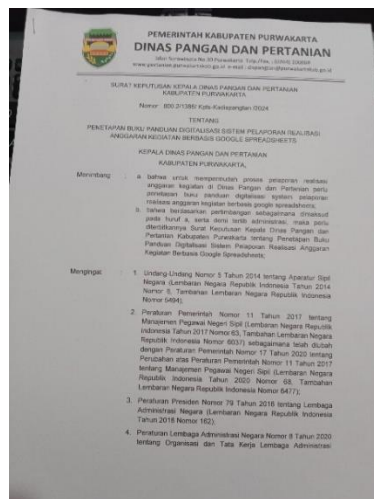 PEMERINTAH KABUPATEN PURWAKARTA
DINAS PANGAN DAN PERTANIAN
SURAT KEPUTUSAN KEPALA DINAS PANGAN DAN PERTANIAN
KABUPATEN PURWAKARTA
Nomor
TENTANG
PENETAPAN BUKU PANDUAN DIGITALISASI SISTEM PELAPORAN REALISASI
ANGGARAN KEGIATAN BERBASIS GOOGLE SPREADSHEETS
KEPALA DINAS PANGAN DAN PERTANIAN
KABUPATEN PURWAKARTA,
Menimbang : a. bahwa untuk mempermudah proses pelaporan realisasi
anggaran kegiatan di Dinas Pangan dan Pertanian perlu
penetapan buku panduan digitalisasi system pelaporan
realisasi anggaran kegiatan berbasis google spreadsheets;
b. bahwa berdasarkan pertimbangan sebagaimana dimaksud
pada huruf a, serta demi tertib administrasi, maka perlu
diterbitkannya Surat Keputusan Kepala Dinas Pangan dan
Pertanian Kabupaten Purwakarta tentang Penetapan Buku
Panduan Digitalisasi Sistem Pelaporan Realisasi Anggaran
Kegiatan Berbasis Google Spreadsheets;
Mengingat : 1. Undang-Undang Nomor 5 Tahun 2014 tentang Aparatur Sipil
Negara (Lembaran Negara Republik Indonesia Tahun 2014
Nomor 6, Tambahan Lembaran Negara Republik Indonesia
Nomor 5494);
2. Peraturan Pemerintah Nomor 11 Tahun 2017 tentang
Manajemen Pegawai Negeri Sipil (Lembaran Negara Republik
Indonesia Tahun 2017 Nomor 63, Tambahan Lembaran Negara
Republik Indonesia Nomor 6037) sebagaimana telah diubah
dengan Peraturan Pemerintah Nomor 17 Tahun 2020 tentang
Perubahan atas Peraturan Pemerintah Nomor 11 Tahun 2017
tentang Manajemen Pegawai Negeri Sipil (Lembaran Negara
Republik Indonesia Tahun 2020 Nomor 68, Tambahan
Lembaran Negara Republik Indonesia Nomor 6477);
3. Peraturan Presiden Nomor 79 Tahun 2018 tentang Lembaga
Administrasi Negara (Lembaran Negara Republik Indonesia
Tahun 2018 Nomor 162);
4. Peraturan Lembaga Administrasi Negara Nomor 8 Tahun 2020
tentang Organisasi dan Tata Kerja Lembaga Administrasi